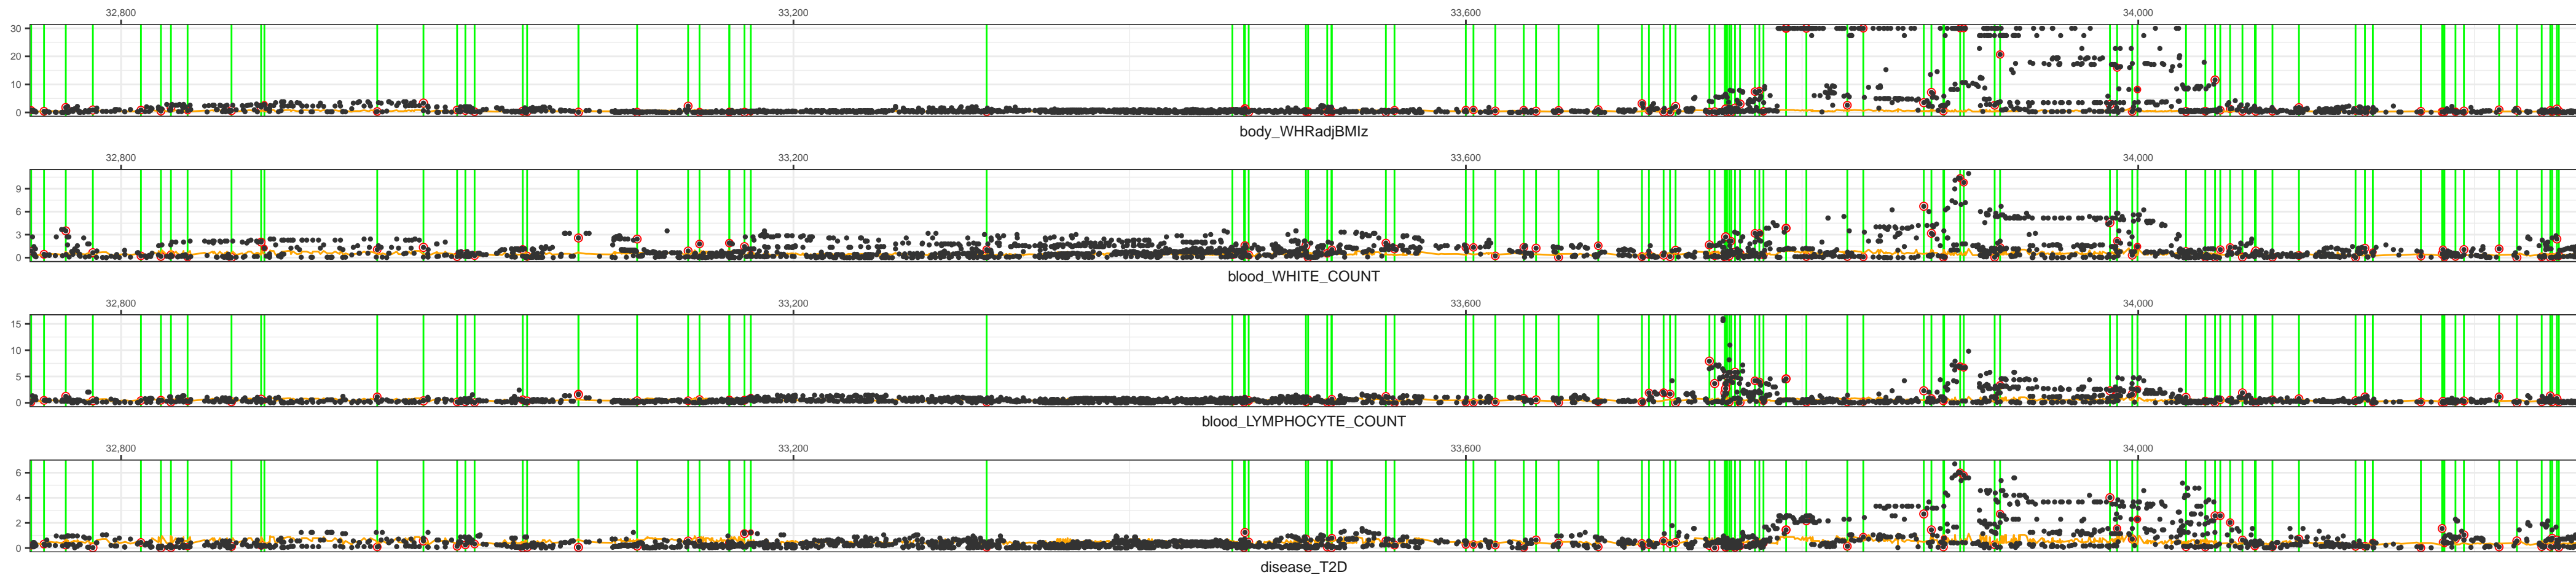 32,800 33,200 33,600 34,000
30
20
10
0
body_WHRadjBMIz
32,800 33,200 33,600 34,000
9
6
3
0
blood_WHITE_COUNT
32,800 33,200 33,600 34,000
15
10
5
0
blood_LYMPHOCYTE_COUNT
32,800 33,200 33,600 34,000
6
4
2
0
disease_T2D